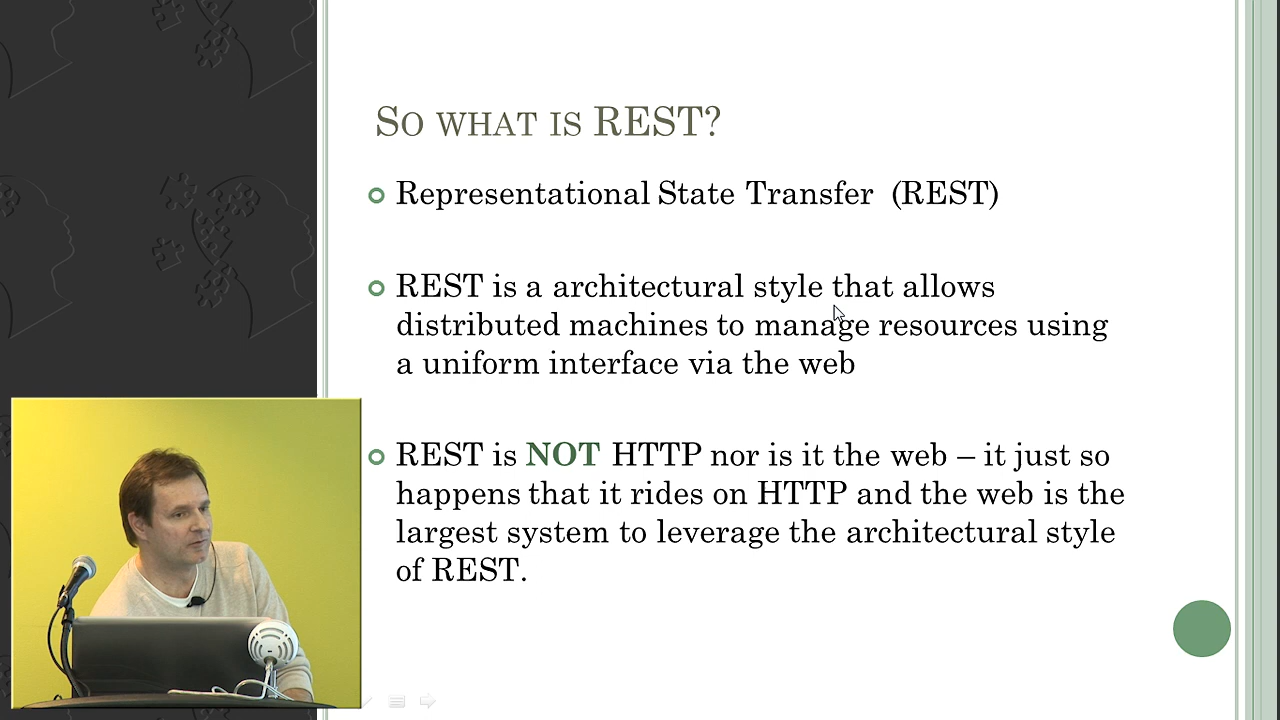 So what is REST?
Representational State Transfer (REST)
REST is a architectural style that allows
distributed machines to manage resources using
a uniform interface via the web
REST is NOT HTTP nor is it the web – it just so
happens that it rides on HTTP and the web is the
largest system to leverage the architectural style
of REST.